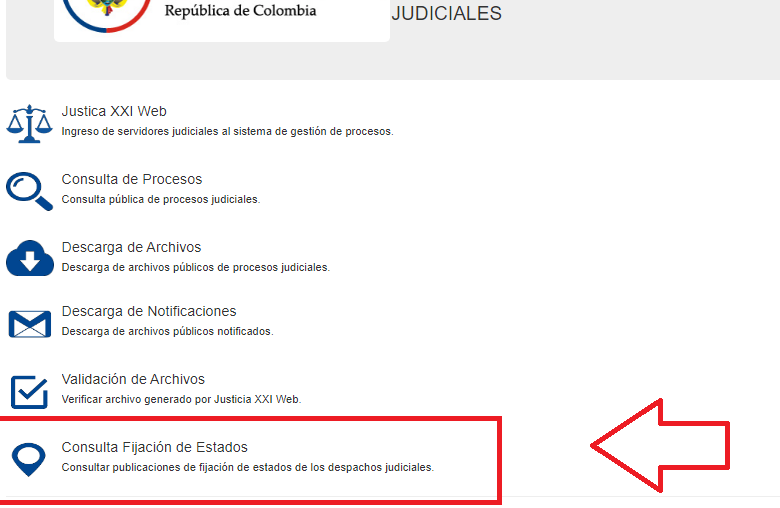 República de Colombia
JUDICIALES
Justica XXI Web
Ingreso de servidores judiciales al sistema de gestión de procesos.
Consulta de Procesos
Consulta pública de procesos judiciales.
Descarga de Archivos
Descarga de archivos públicos de procesos judiciales.
Descarga de Notificaciones
Descarga de archivos públicos notificados.
Validación de Archivos
Verificar archivo generado por Justicia XXI Web.
Consulta Fijación de Estados
Consultar publicaciones de fijación de estados de los despachos judiciales.